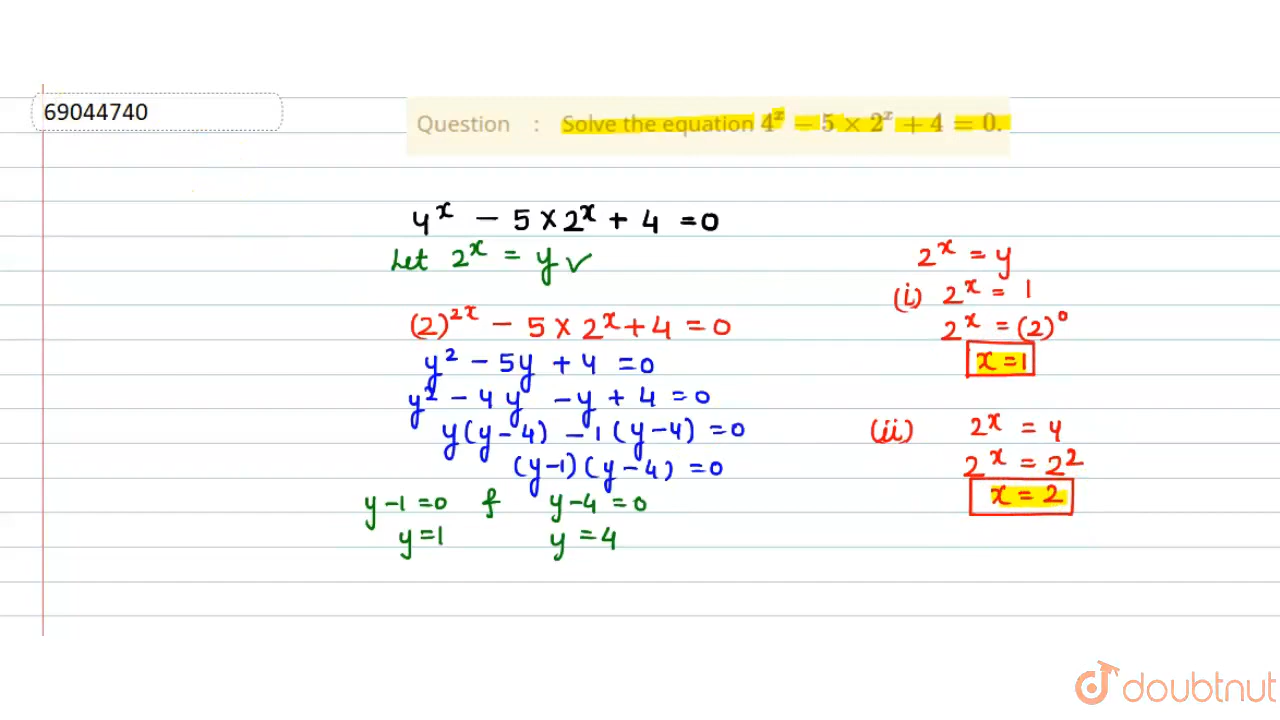 69044740
Question : Solve the equation 4^x − 5 × 2^x + 4 = 0.
4^x − 5 × 2^x + 4 = 0
Let 2^x = y ✓
(2)^2x − 5 × 2^x + 4 = 0
y² − 5y + 4 = 0
y² − 4y − y + 4 = 0
y(y−4) −1(y−4) = 0
(y−1)(y−4) = 0
y−1 = 0 & y−4 = 0
y = 1 y = 4
2^x = y
(i) 2^x = 1
2^x = (2)^0
x = 1
(ii) 2^x = 4
2^x = 2²
x = 2
doubtnut